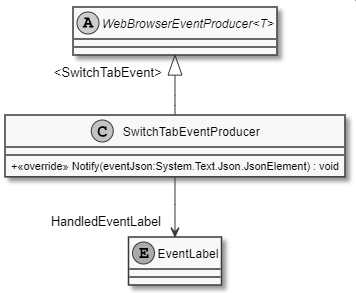 A WebBrowserEventProducer<T>
<SwitchTabEvent>
C SwitchTabEventProducer
+«override» Notify(eventJson:System.Text.Json.JsonElement) : void
HandledEventLabel
E EventLabel